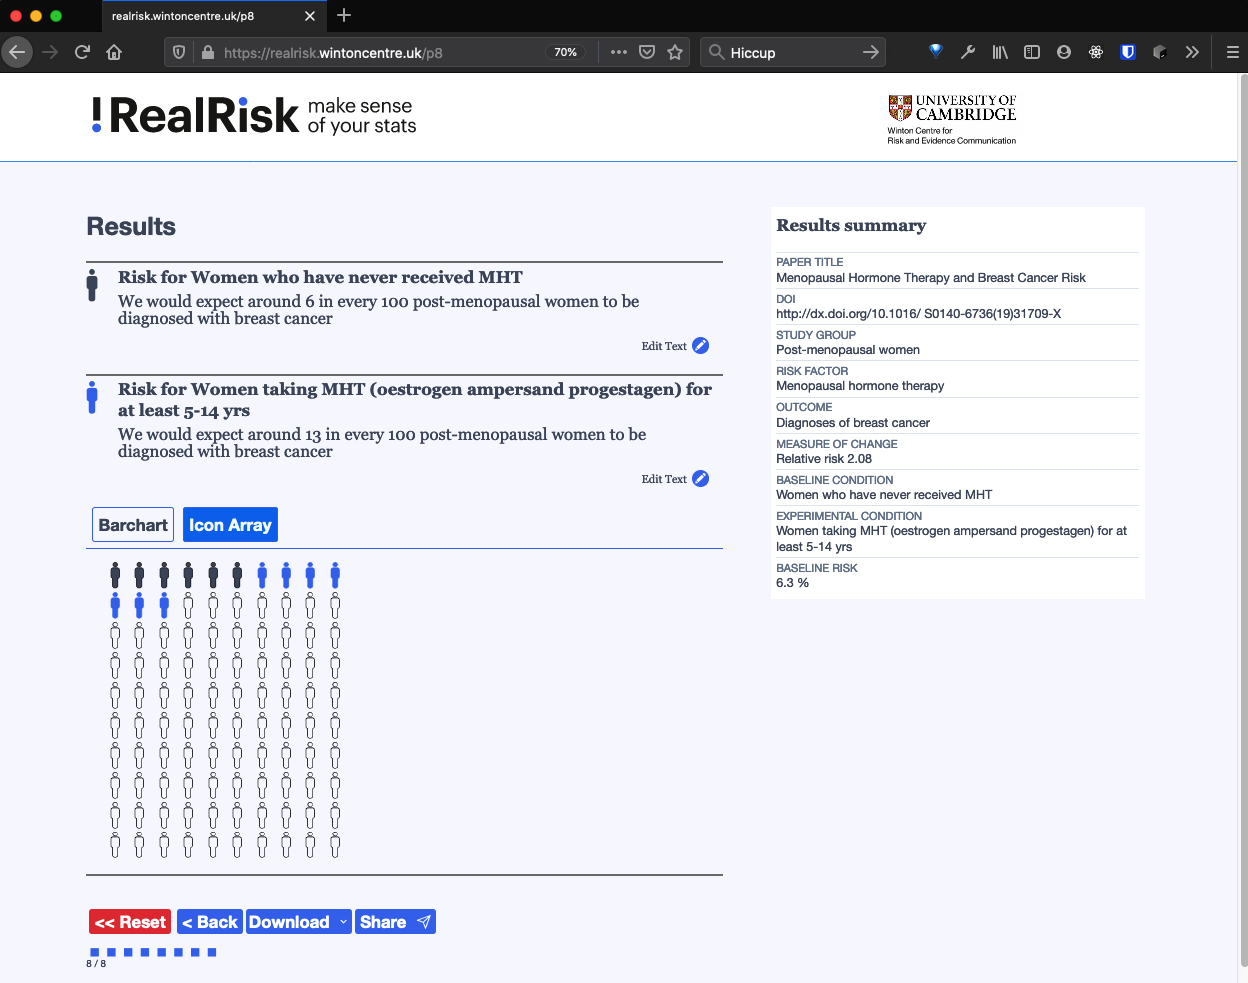 realrisk.wintoncentre.uk/p8
https://realrisk.wintoncentre.uk/p8
70%
Hiccup
!RealRisk
make sense
of your stats
UNIVERSITY OF
CAMBRIDGE
Winton Centre for
Risk and Evidence Communication
Results
Risk for Women who have never received MHT
We would expect around 6 in every 100 post-menopausal women to be
diagnosed with breast cancer
Edit Text
Risk for Women taking MHT (oestrogen ampersand progestagen) for
at least 5-14 yrs
We would expect around 13 in every 100 post-menopausal women to be
diagnosed with breast cancer
Edit Text
Barchart
Icon Array
<< Reset
< Back
Download
Share
8 / 8
Results summary
PAPER TITLE
Menopausal Hormone Therapy and Breast Cancer Risk
DOI
http://dx.doi.org/10.1016/ S0140-6736(19)31709-X
STUDY GROUP
Post-menopausal women
RISK FACTOR
Menopausal hormone therapy
OUTCOME
Diagnoses of breast cancer
MEASURE OF CHANGE
Relative risk 2.08
BASELINE CONDITION
Women who have never received MHT
EXPERIMENTAL CONDITION
Women taking MHT (oestrogen ampersand progestagen) for at
least 5-14 yrs
BASELINE RISK
6.3 %